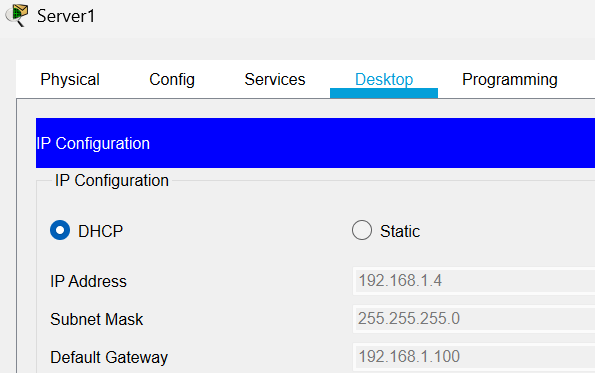 Server1
Physical Config Services Desktop Programming
IP Configuration
IP Configuration
DHCP Static
IP Address 192.168.1.4
Subnet Mask 255.255.255.0
Default Gateway 192.168.1.100